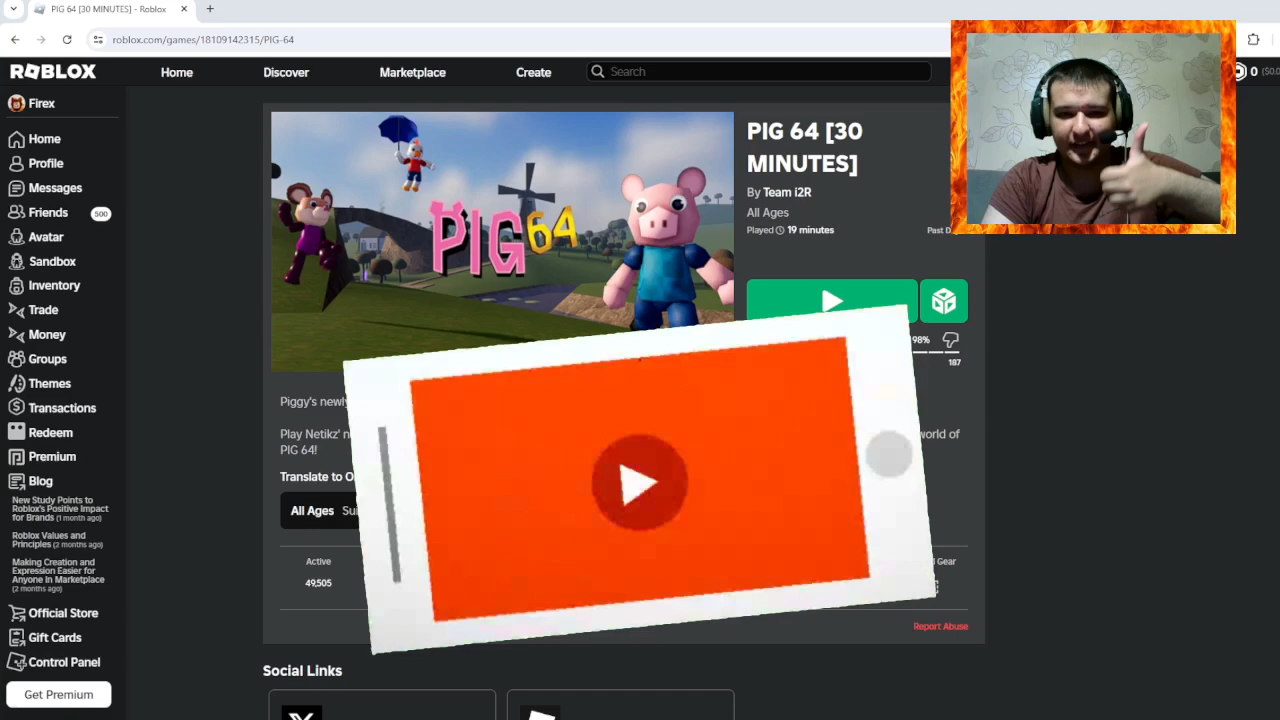 PIG 64 [30 MINUTES] - Roblox
roblox.com/games/18109142315/PIG-64
ROBLOX
Home
Discover
Marketplace
Create
Search
0
Firex
Home
Profile
Messages
Friends 500
Avatar
Sandbox
Inventory
Trade
Money
Groups
Themes
Transactions
Redeem
Premium
Blog
New Study Points to
Roblox's Positive Impact
for Brands (1 month ago)
Roblox Values and
Principles (2 months ago)
Making Creation and
Expression Easier for
Anyone In Marketplace
(2 months ago)
Official Store
Gift Cards
Control Panel
Get Premium
PIG 64
PIG 64 [30
MINUTES]
By Team i2R
All Ages
Played 19 minutes
Past
98%
187
Piggy's newly
Play Netikz' world of
PIG 64!
Translate to
All Ages
Active
49,505
Gear
Report Abuse
Social Links